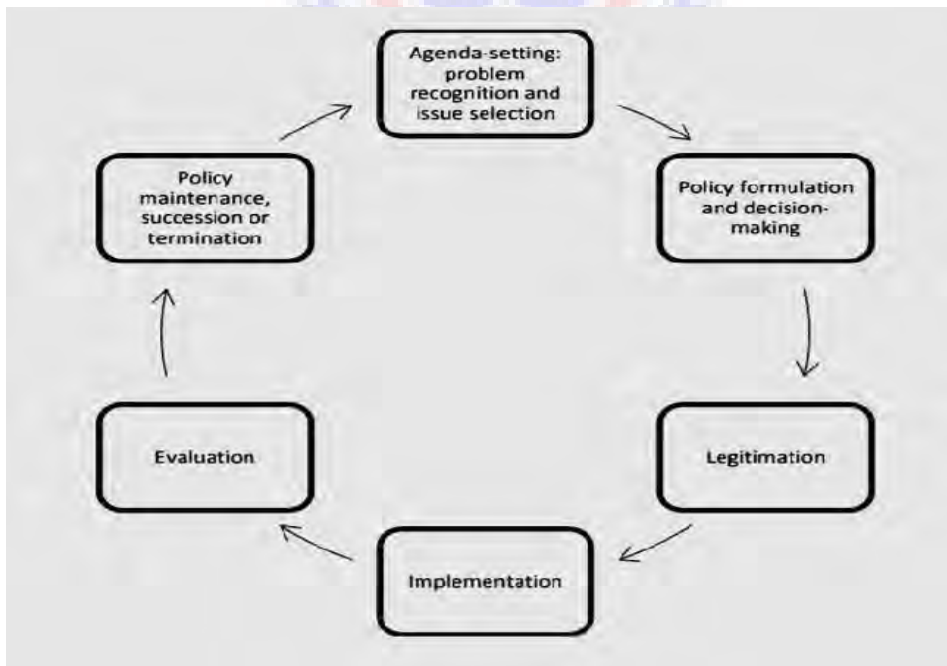 Agenda-setting:
problem
recognition and
issue selection
Policy formulation
and decision-
making
Legitimation
Implementation
Evaluation
Policy
maintenance,
succession or
termination